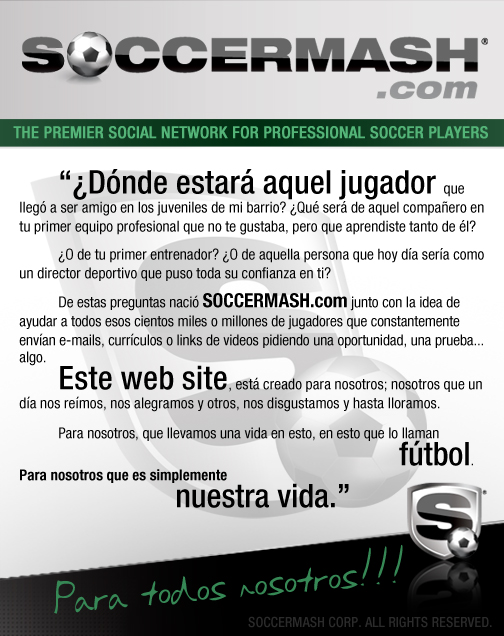 SOCCERMASH®
.com
THE PREMIER SOCIAL NETWORK FOR PROFESSIONAL SOCCER PLAYERS
“¿Dónde estará aquel jugador que
llegó a ser amigo en los juveniles de mi barrio? ¿Qué será de aquel compañero en
tu primer equipo profesional que no te gustaba, pero que aprendiste tanto de él?
¿O de tu primer entrenador? ¿O de aquella persona que hoy día sería como
un director deportivo que puso toda su confianza en ti?
De estas preguntas nació SOCCERMASH.com junto con la idea de
ayudar a todos esos cientos miles o millones de jugadores que constantemente
envían e-mails, currículos o links de videos pidiendo una oportunidad, una prueba...
algo.
Este web site, está creado para nosotros; nosotros que un
día nos reímos, nos alegramos y otros, nos disgustamos y hasta lloramos.
Para nosotros, que llevamos una vida en esto, en esto que lo llaman
fútbol.
Para nosotros que es simplemente
nuestra vida.”
S®
Para todos nosotros!!!
SOCCERMASH CORP. ALL RIGHTS RESERVED.